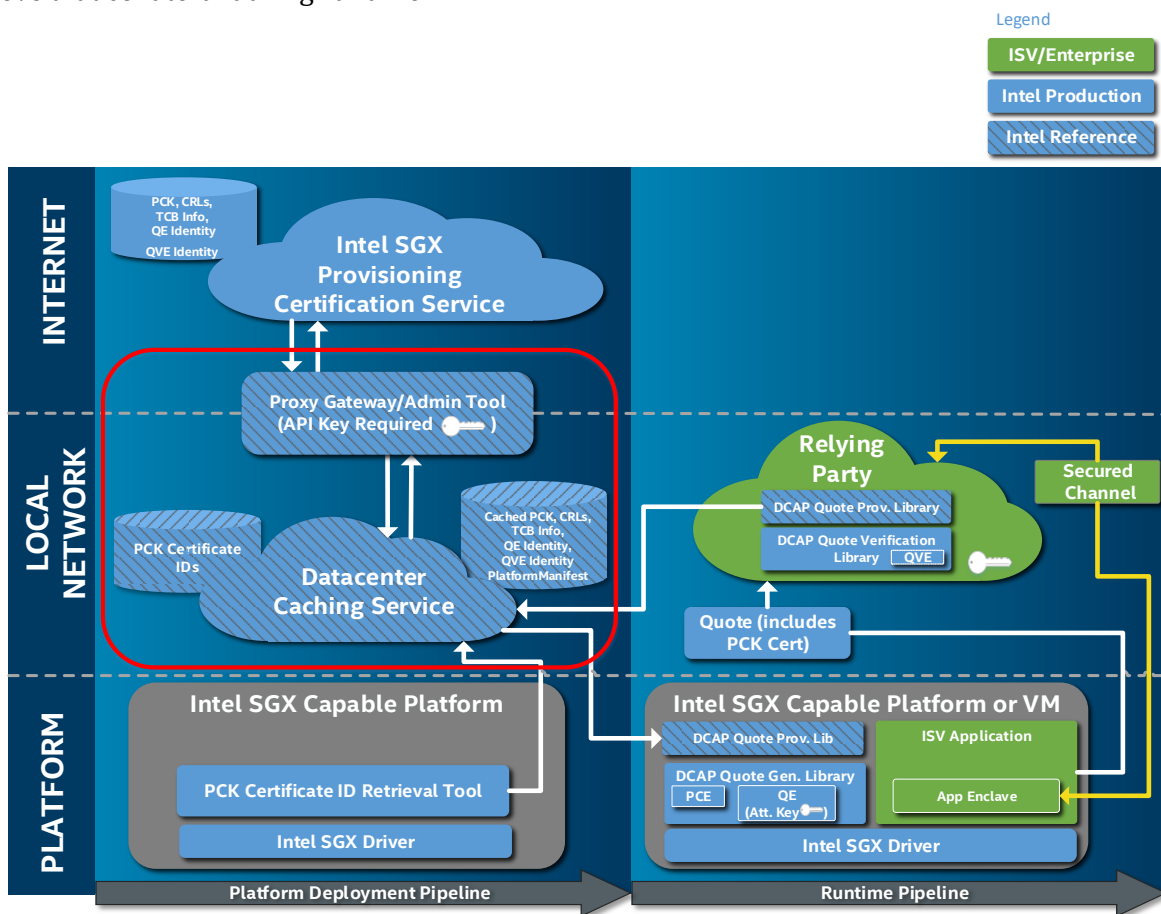 Legend
ISV/Enterprise
Intel Production
Intel Reference
INTERNET
PCK, CRLs,
TCB Info,
QE Identity
QVE Identity
Intel SGX
Provisioning
Certification Service
Proxy Gateway/Admin Tool
(API Key Required )
LOCAL
NETWORK
PCK Certificate
IDs
Cached PCK, CRLs,
TCB Info,
QE Identity,
QVE Identity
PlatformManifest
Datacenter
Caching Service
Relying
Party
DCAP Quote Prov. Library
DCAP Quote Verification
Library QVE
Secured
Channel
Quote (includes
PCK Cert)
PLATFORM
Intel SGX Capable Platform
PCK Certificate ID Retrieval Tool
Intel SGX Driver
Intel SGX Capable Platform or VM
DCAP Quote Prov. Lib
DCAP Quote Gen. Library
PCE
QE
(Att. Key )
ISV Application
App Enclave
Intel SGX Driver
Platform Deployment Pipeline
Runtime Pipeline